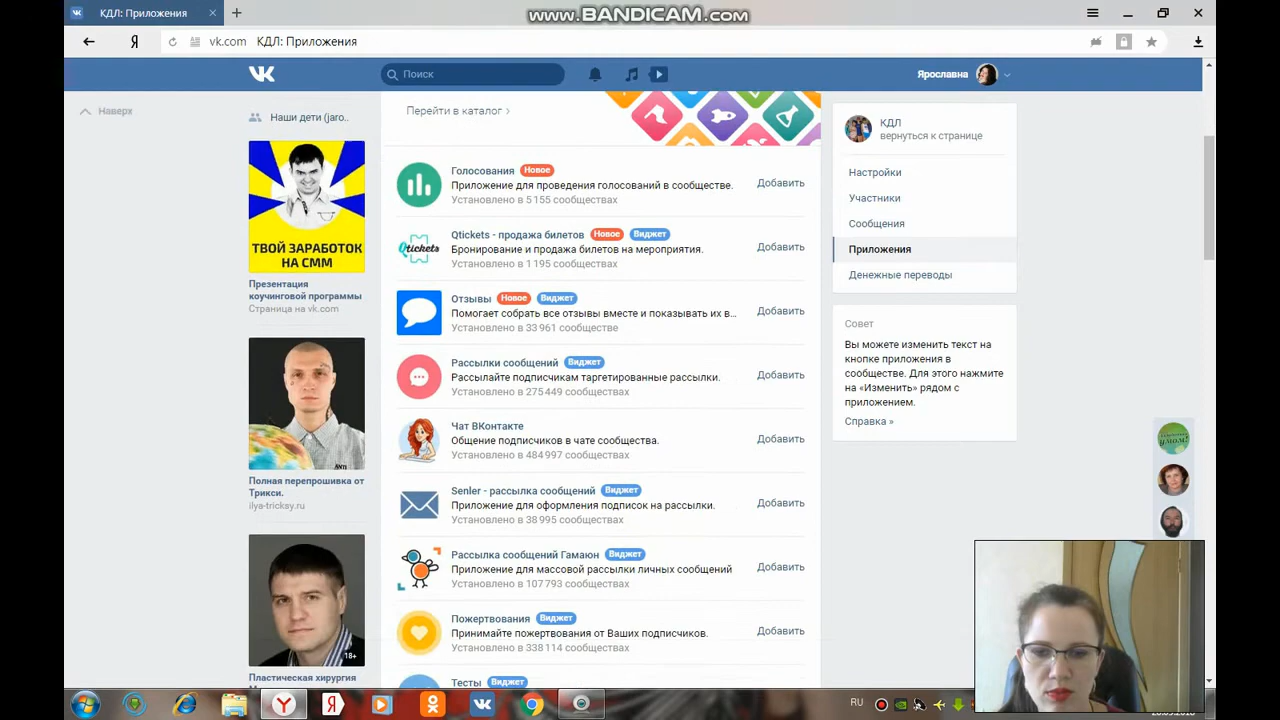 www.BANDICAM.com
КДЛ: Приложения
Я
vk.com
КДЛ: Приложения
Поиск
Ярославна
Наверх
Наши дети (jaro..
ТВОЙ ЗАРАБОТОК
НА СММ
Презентация
коучинговой программы
Страница на vk.com
Полная перепрошивка от
Трикси.
ilya-tricksy.ru
18+
Пластическая хирургия
Перейти в каталог
Голосования Новое
Приложение для проведения голосований в сообществе.
Установлено в 5 155 сообществах
Добавить
Qtickets
Qtickets - продажа билетов Новое Виджет
Бронирование и продажа билетов на мероприятия.
Установлено в 1 195 сообществах
Добавить
Отзывы Новое Виджет
Помогает собрать все отзывы вместе и показывать их в…
Установлено в 33 961 сообществе
Добавить
Рассылки сообщений Виджет
Рассылайте подписчикам таргетированные рассылки.
Установлено в 275 449 сообществах
Добавить
Чат ВКонтакте
Общение подписчиков в чате сообщества.
Установлено в 484 997 сообществах
Добавить
Senler - рассылка сообщений Виджет
Приложение для оформления подписок на рассылки.
Установлено в 38 995 сообществах
Добавить
Рассылка сообщений Гамаюн Виджет
Приложение для массовой рассылки личных сообщений
Установлено в 107 793 сообществах
Добавить
Пожертвования Виджет
Принимайте пожертвования от Ваших подписчиков.
Установлено в 338 114 сообществах
Добавить
Тесты Виджет
КДЛ
вернуться к странице
Настройки
Участники
Сообщения
Приложения
Денежные переводы
Совет
Вы можете изменить текст на
кнопке приложения в
сообществе. Для этого нажмите
на «Изменить» рядом с
приложением.
Справка »
RU